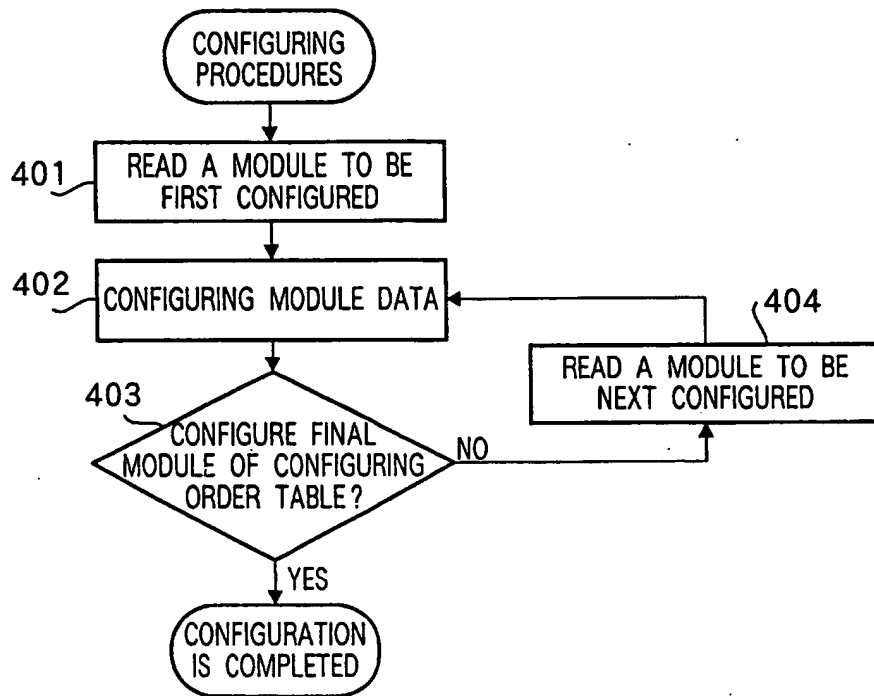 CONFIGURING
PROCEDURES
401
READ A MODULE TO BE
FIRST CONFIGURED
402
CONFIGURING MODULE DATA
404
READ A MODULE TO BE
NEXT CONFIGURED
403
CONFIGURE FINAL
MODULE OF CONFIGURING
ORDER TABLE?
NO
YES
CONFIGURATION
IS COMPLETED